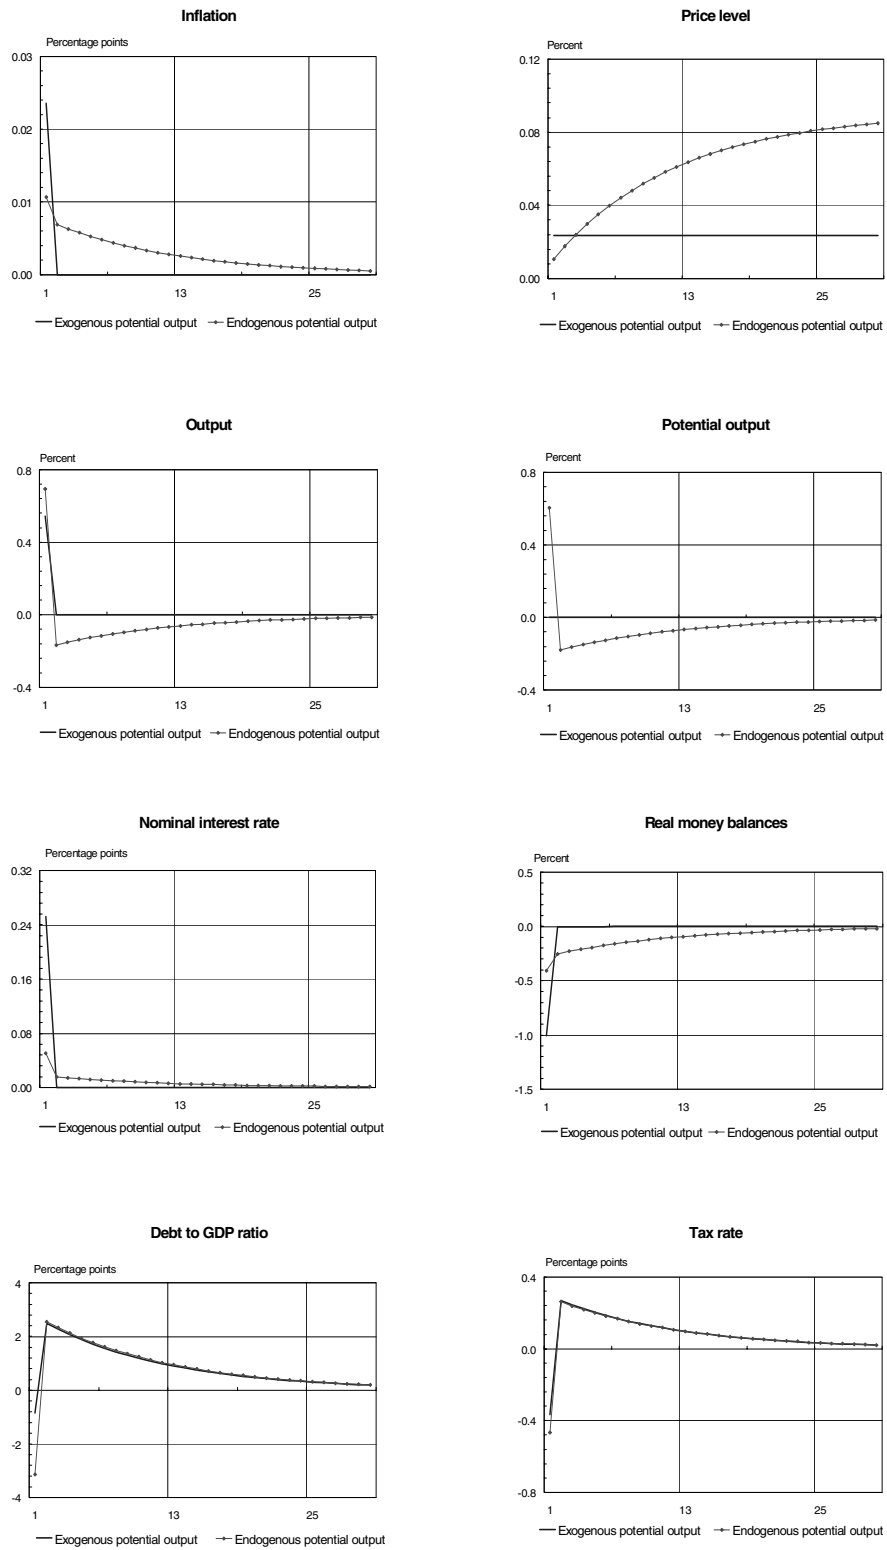 Inflation
Percentage points
0.03
0.02
0.01
0.00
1
13
25
Exogenous potential output
Endogenous potential output
Price level
Percent
0.12
0.08
0.04
0.00
1
13
25
Exogenous potential output
Endogenous potential output
Output
Percent
0.8
0.4
0.0
-0.4
1
13
25
Exogenous potential output
Endogenous potential output
Potential output
Percent
0.8
0.4
0.0
-0.4
1
13
25
Exogenous potential output
Endogenous potential output
Nominal interest rate
Percentage points
0.32
0.24
0.16
0.08
0.00
1
13
25
Exogenous potential output
Endogenous potential output
Real money balances
Percent
0.5
0.0
-0.5
-1.0
-1.5
1
13
25
Exogenous potential output
Endogenous potential output
Debt to GDP ratio
Percentage points
4
2
0
-2
-4
1
13
25
Exogenous potential output
Endogenous potential output
Tax rate
Percentage points
0.4
0.0
-0.4
-0.8
1
13
25
Exogenous potential output
Endogenous potential output